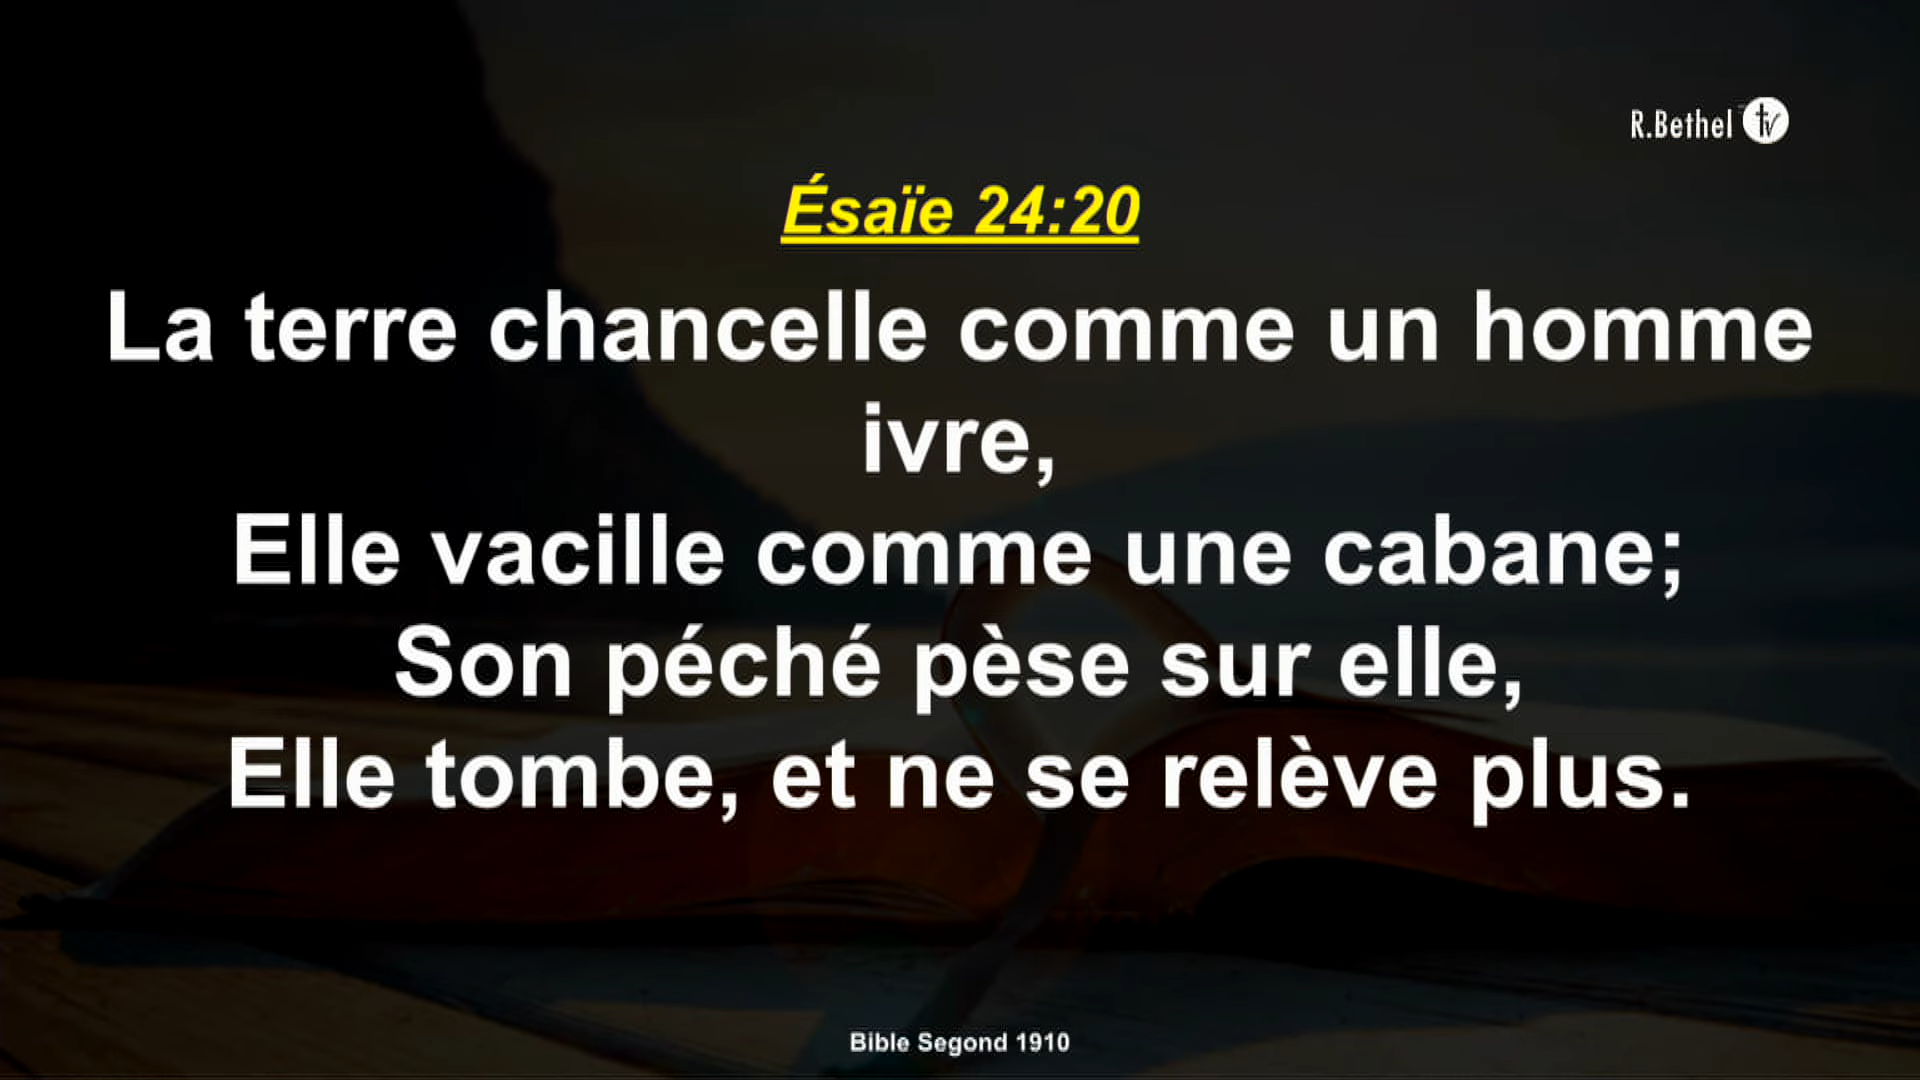 R.Bethel tv
Ésaïe 24:20
La terre chancelle comme un homme
ivre,
Elle vacille comme une cabane;
Son péché pèse sur elle,
Elle tombe, et ne se relève plus.
Bible Segond 1910